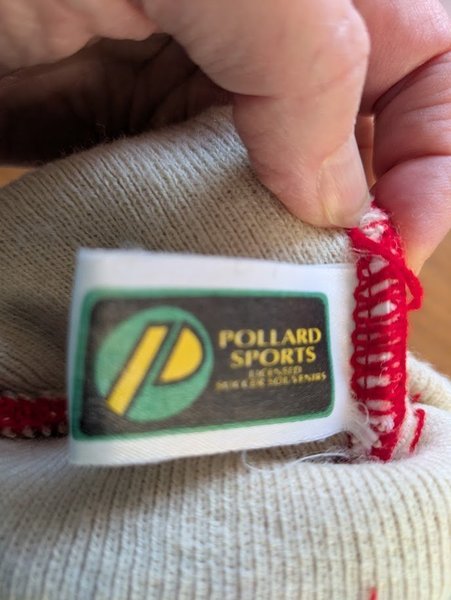 P
POLLARD
SPORTS
LICENSED
SOCCER SOUVENIRS